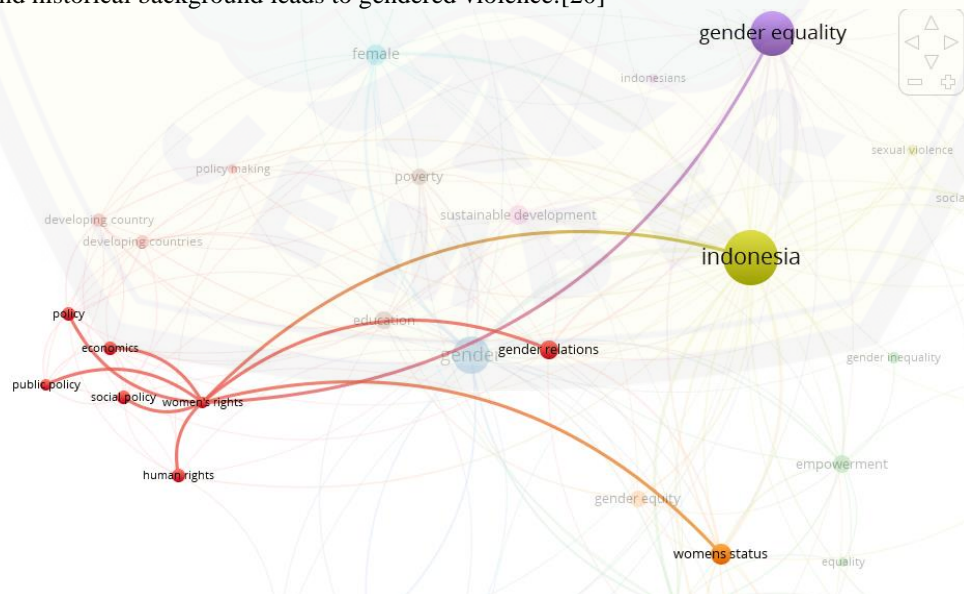 nd historical background leads to gendered violence.[20]
gender equality
female
indonesians
sexual violence
policy making
poverty
social
sustainable development
developing country
developing countries
indonesia
policy
education
economics
gender
gender relations
gender inequality
public policy
social policy
women's rights
empowerment
human rights
gender equity
womens status
equality